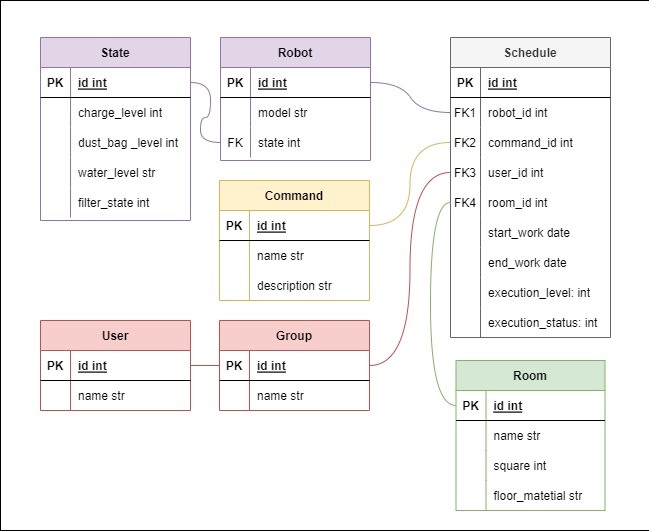 State
PK id int
charge_level int
dust_bag _level int
water_level str
filter_state int
Robot
PK id int
model str
FK state int
Command
PK id int
name str
description str
User
PK id int
name str
Group
PK id int
name str
Schedule
PK id int
FK1 robot_id int
FK2 command_id int
FK3 user_id int
FK4 room_id int
start_work date
end_work date
execution_level: int
execution_status: int
Room
PK id int
name str
square int
floor_matetial str